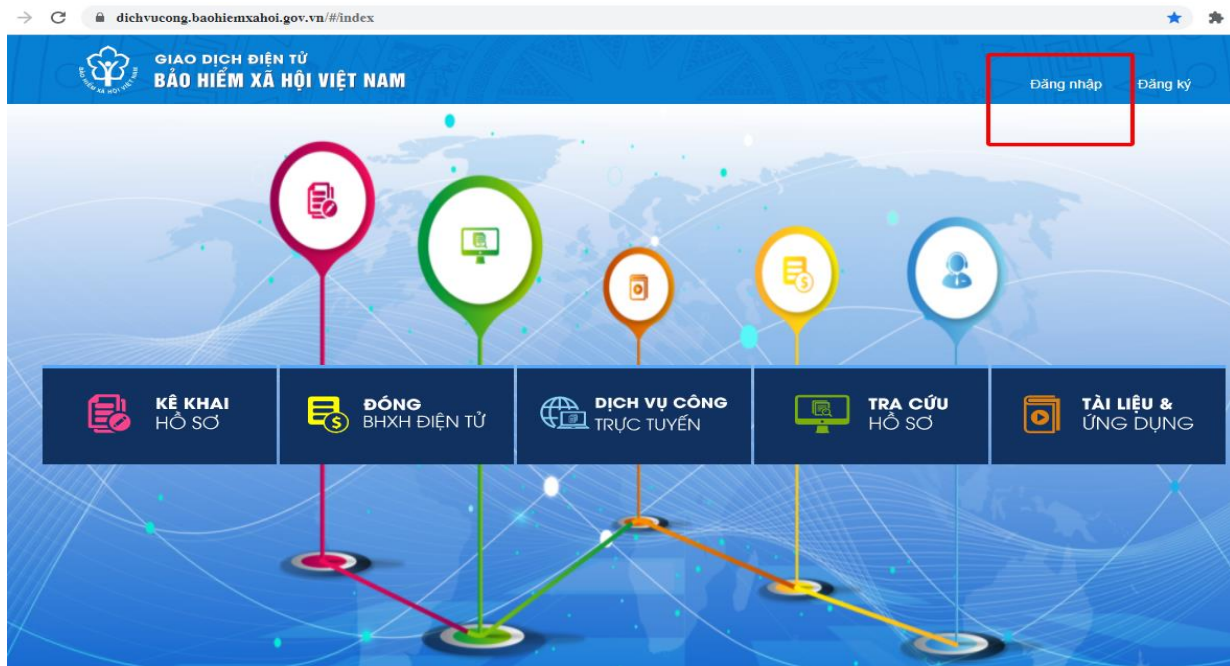 dichvucong.baohiemxahoi.gov.vn/#/index
GIAO DỊCH ĐIỆN TỬ
BẢO HIỂM XÃ HỘI VIỆT NAM
Đăng nhập
Đăng ký
KÊ KHAI
HỒ SƠ
ĐÓNG
BHXH ĐIỆN TỬ
DỊCH VỤ CÔNG
TRỰC TUYẾN
TRA CỨU
HỒ SƠ
TÀI LIỆU &
ỨNG DỤNG